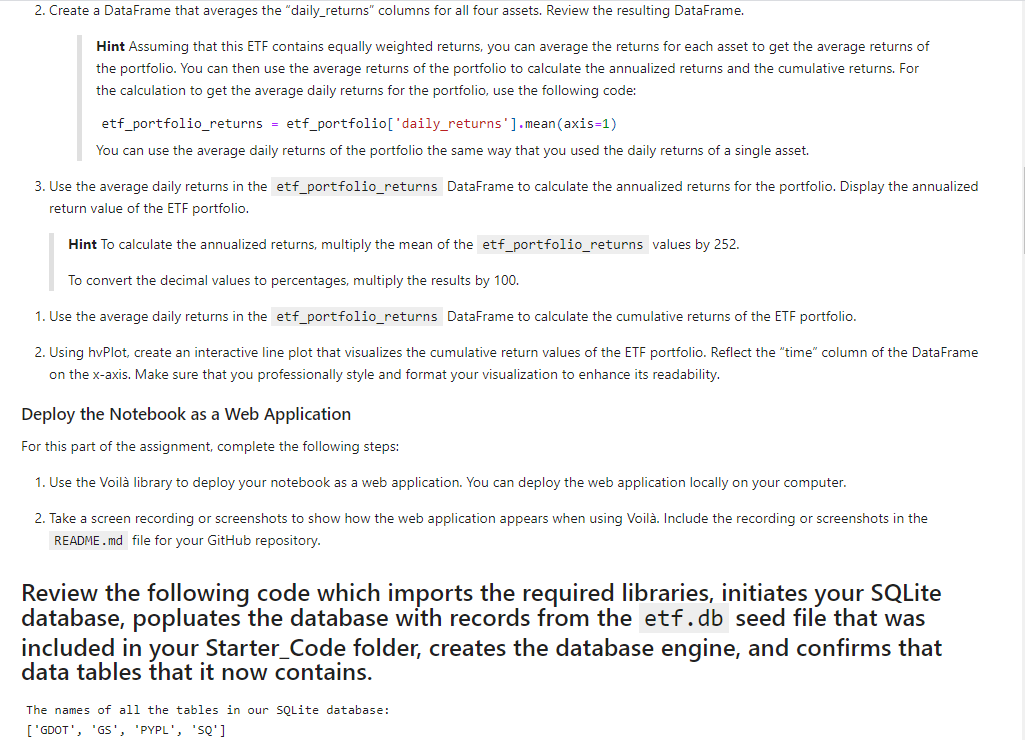 2. Create a DataFrame that averages the “daily_returns” columns for all four assets. Review the resulting DataFrame.
Hint Assuming that this ETF contains equally weighted returns, you can average the returns for each asset to get the average returns of
the portfolio. You can then use the average returns of the portfolio to calculate the annualized returns and the cumulative returns. For
the calculation to get the average daily returns for the portfolio, use the following code:
etf_portfolio_returns = etf_portfolio['daily_returns'].mean(axis=1)
You can use the average daily returns of the portfolio the same way that you used the daily returns of a single asset.
3. Use the average daily returns in the etf_portfolio_returns DataFrame to calculate the annualized returns for the portfolio. Display the annualized
return value of the ETF portfolio.
Hint To calculate the annualized returns, multiply the mean of the etf_portfolio_returns values by 252.
To convert the decimal values to percentages, multiply the results by 100.
1. Use the average daily returns in the etf_portfolio_returns DataFrame to calculate the cumulative returns of the ETF portfolio.
2. Using hvPlot, create an interactive line plot that visualizes the cumulative return values of the ETF portfolio. Reflect the “time” column of the DataFrame
on the x-axis. Make sure that you professionally style and format your visualization to enhance its readability.
Deploy the Notebook as a Web Application
For this part of the assignment, complete the following steps:
1. Use the Voilà library to deploy your notebook as a web application. You can deploy the web application locally on your computer.
2. Take a screen recording or screenshots to show how the web application appears when using Voilà. Include the recording or screenshots in the
README.md file for your GitHub repository.
Review the following code which imports the required libraries, initiates your SQLite
database, popluates the database with records from the etf.db seed file that was
included in your Starter_Code folder, creates the database engine, and confirms that
data tables that it now contains.
The names of all the tables in our SQLite database:
['GDOT', 'GS', 'PYPL', 'SQ']